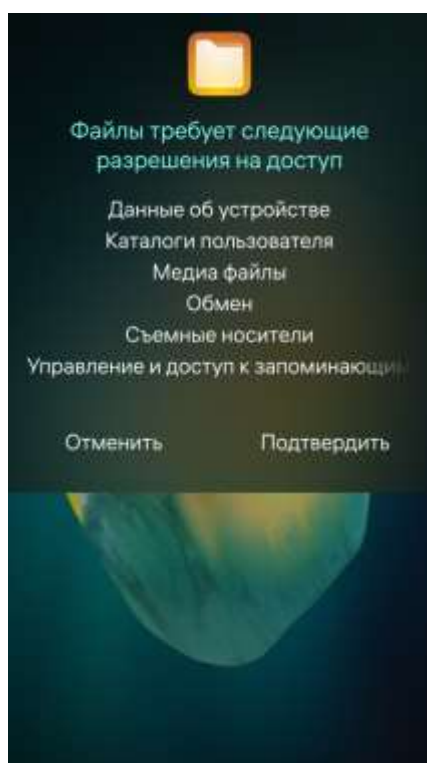 Файлы требует следующие
разрешения на доступ
Данные об устройстве
Каталоги пользователя
Медиа файлы
Обмен
Съемные носители
Управление и доступ к запоминающим
Отменить
Подтвердить